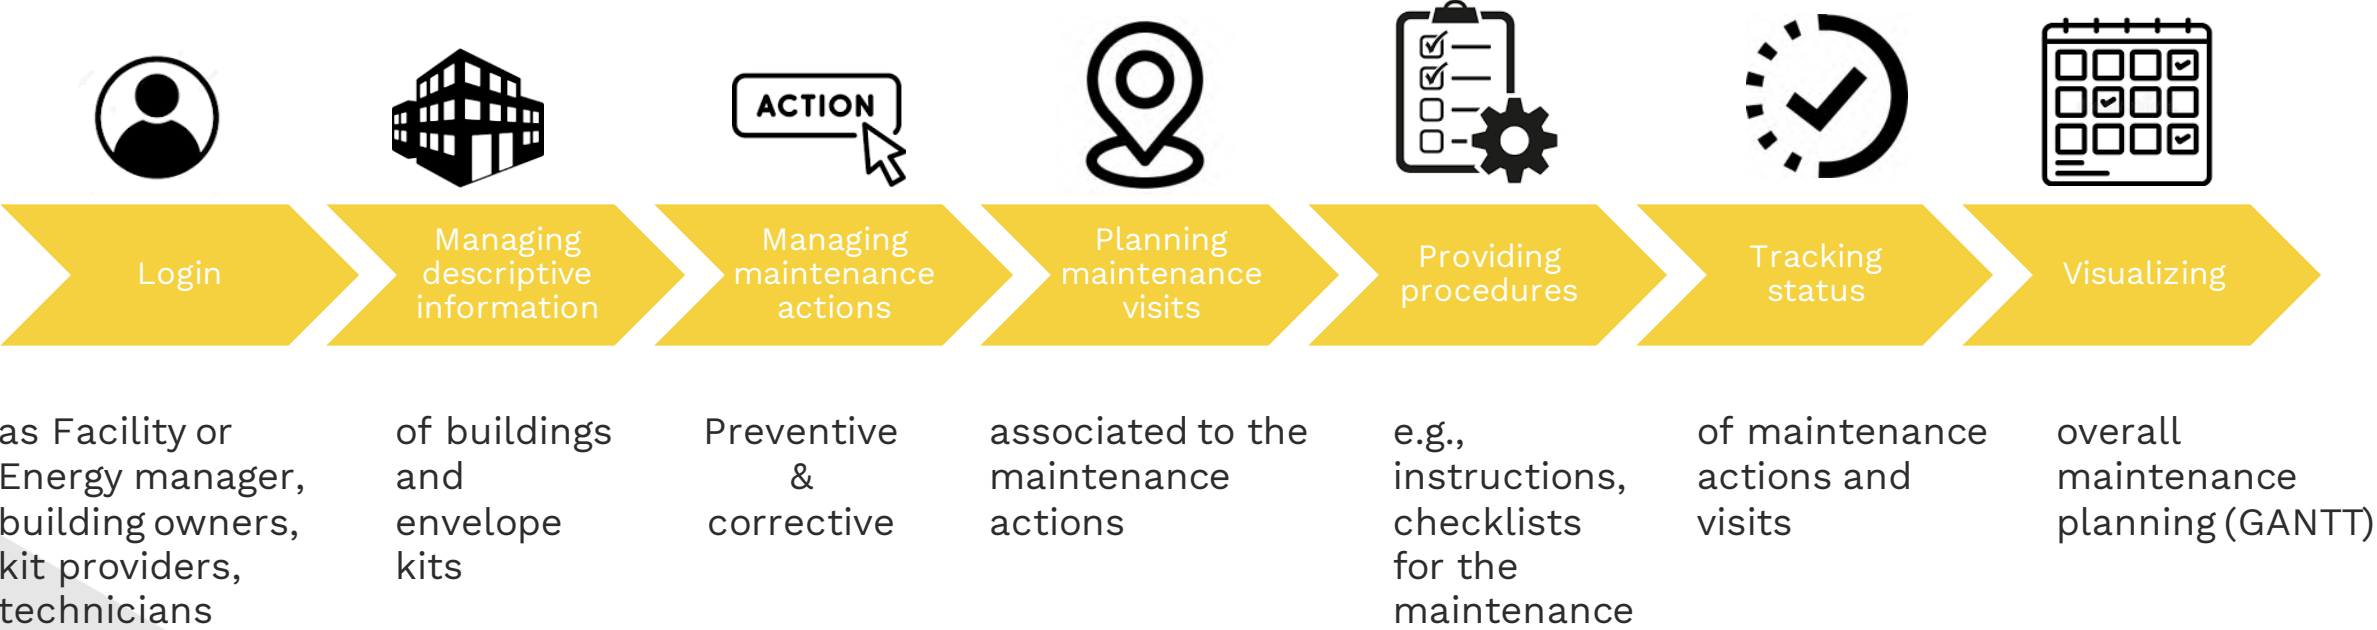 ACTION
Login
Managing
descriptive
information
Managing
maintenance
actions
Planning
maintenance
visits
Providing
procedures
Tracking
status
Visualizing
as Facility or
Energy manager,
building owners,
kit providers,
technicians
of buildings
and
envelope
kits
Preventive
&
corrective
associated to the
maintenance
actions
e.g.,
instructions,
checklists
for the
maintenance
of maintenance
actions and
visits
overall
maintenance
planning (GANTT)